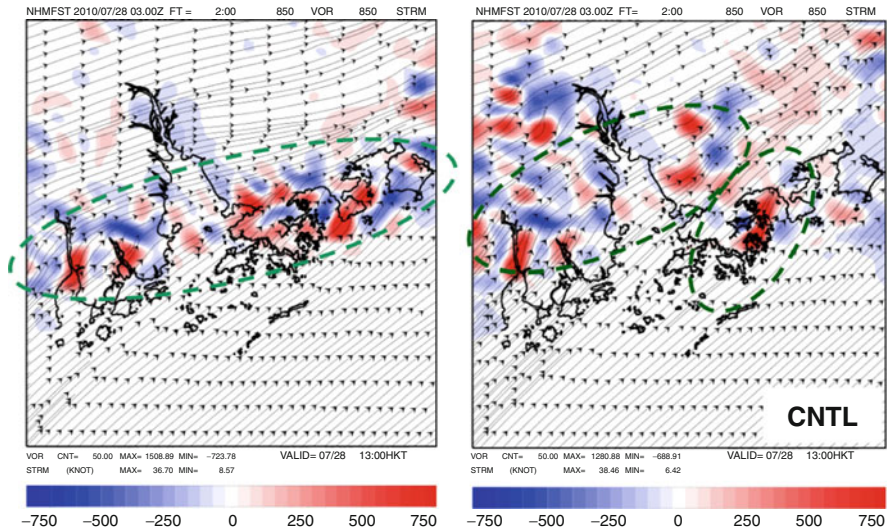 NHMFST 2010/07/28 03.00Z FT = 2:00 850 VOR 850 STRM
VOR CNT= 50.00 MAX= 1508.89 MIN= −723.78 VALID= 07/28 13:00HKT
STRM (KNOT) MAX= 36.70 MIN= 8.57
−750 −500 −250 0 250 500 750
NHMFST 2010/07/28 03.00Z FT = 2:00 850 VOR 850 STRM
CNTL
VOR CNT= 50.00 MAX= 1280.88 MIN= −688.91 VALID= 07/28 13:00HKT
STRM (KNOT) MAX= 38.46 MIN= 6.42
−750 −500 −250 0 250 500 750